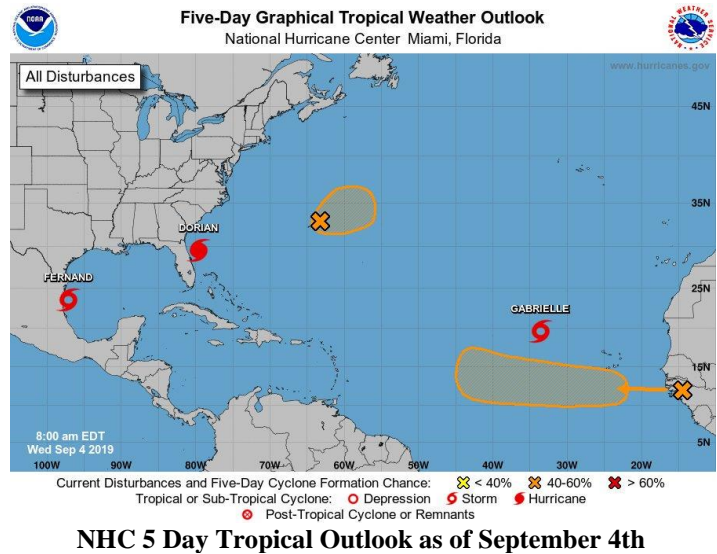 Five-Day Graphical Tropical Weather Outlook
National Hurricane Center Miami, Florida
NOAA
All Disturbances
www.hurricanes.gov
45N
35N
DORIAN
FERNAND
25N
GABRIELLE
15N
5N
8:00 am EDT
Wed Sep 4 2019
100W 90W 80W 70W 60W 50W 40W 30W 20W
Current Disturbances and Five-Day Cyclone Formation Chance: < 40% 40-60% > 60%
Tropical or Sub-Tropical Cyclone: Depression Storm Hurricane
Post-Tropical Cyclone or Remnants
NHC 5 Day Tropical Outlook as of September 4th